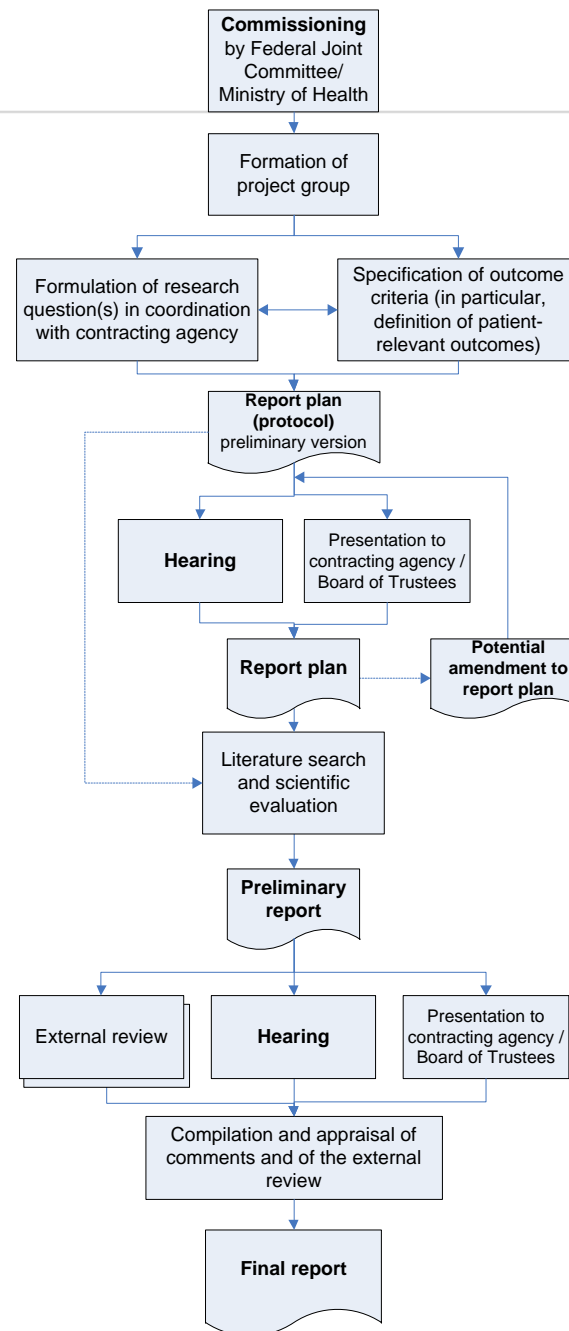 Commissioning
by Federal Joint
Committee/
Ministry of Health
Formation of
project group
Formulation of research
question(s) in coordination
with contracting agency
Specification of outcome
criteria (in particular,
definition of patient-
relevant outcomes)
Report plan
(protocol)
preliminary version
Hearing
Presentation to
contracting agency /
Board of Trustees
Report plan
Potential
amendment to
report plan
Literature search
and scientific
evaluation
Preliminary
report
External review
Hearing
Presentation to
contracting agency /
Board of Trustees
Compilation and appraisal of
comments and of the external
review
Final report